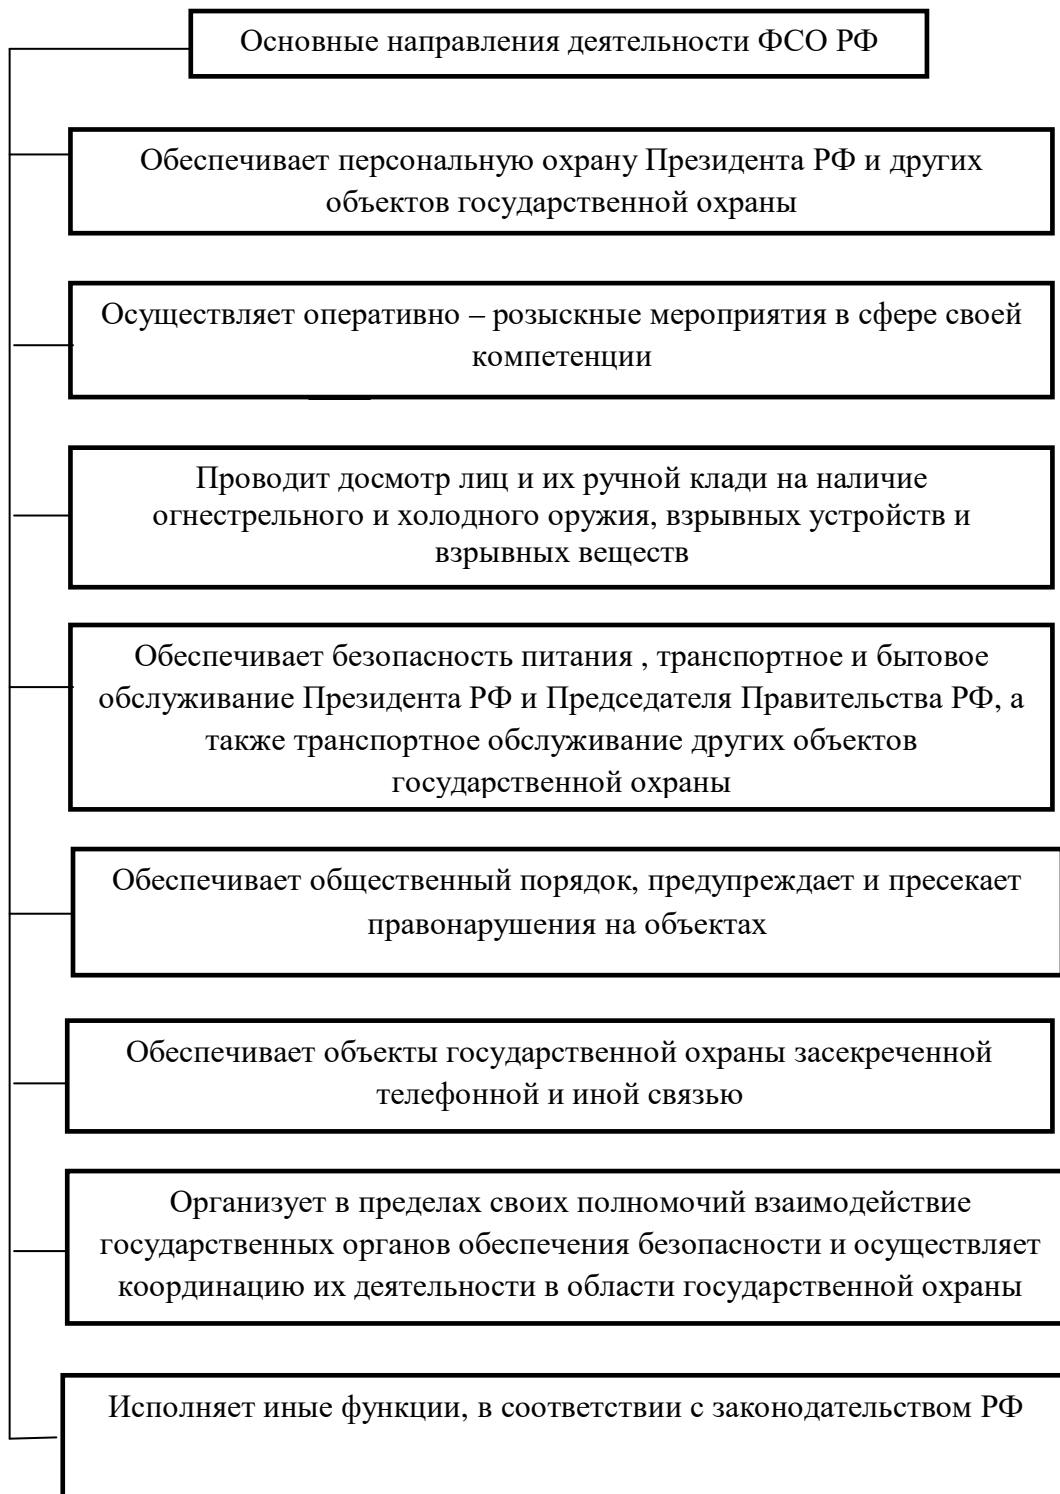 Основные направления деятельности ФСО РФ
Обеспечивает персональную охрану Президента РФ и других
объектов государственной охраны
Осуществляет оперативно – розыскные мероприятия в сфере своей
компетенции
Проводит досмотр лиц и их ручной клади на наличие
огнестрельного и холодного оружия, взрывных устройств и
взрывных веществ
Обеспечивает безопасность питания , транспортное и бытовое
обслуживание Президента РФ и Председателя Правительства РФ, а
также транспортное обслуживание других объектов
государственной охраны
Обеспечивает общественный порядок, предупреждает и пресекает
правонарушения на объектах
Обеспечивает объекты государственной охраны засекреченной
телефонной и иной связью
Организует в пределах своих полномочий взаимодействие
государственных органов обеспечения безопасности и осуществляет
координацию их деятельности в области государственной охраны
Исполняет иные функции, в соответствии с законодательством РФ